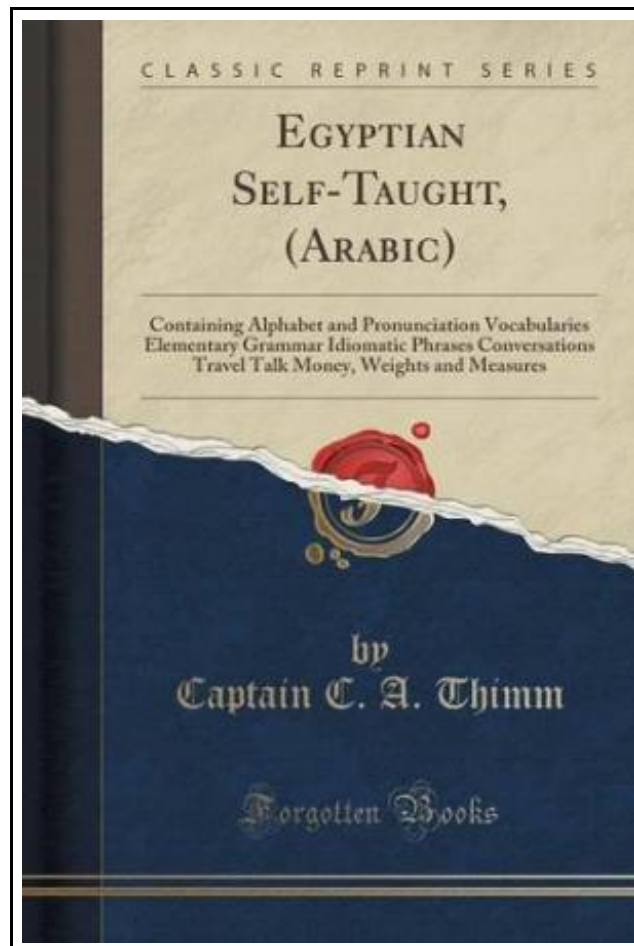 CLASSIC REPRINT SERIES
EGYPTIAN
SELF-TAUGHT,
(ARABIC)
Containing Alphabet and Pronunciation Vocabularies
Elementary Grammar Idiomatic Phrases Conversations
Travel Talk Money, Weights and Measures
by
Captain C. A. Thimm
Forgotten Books